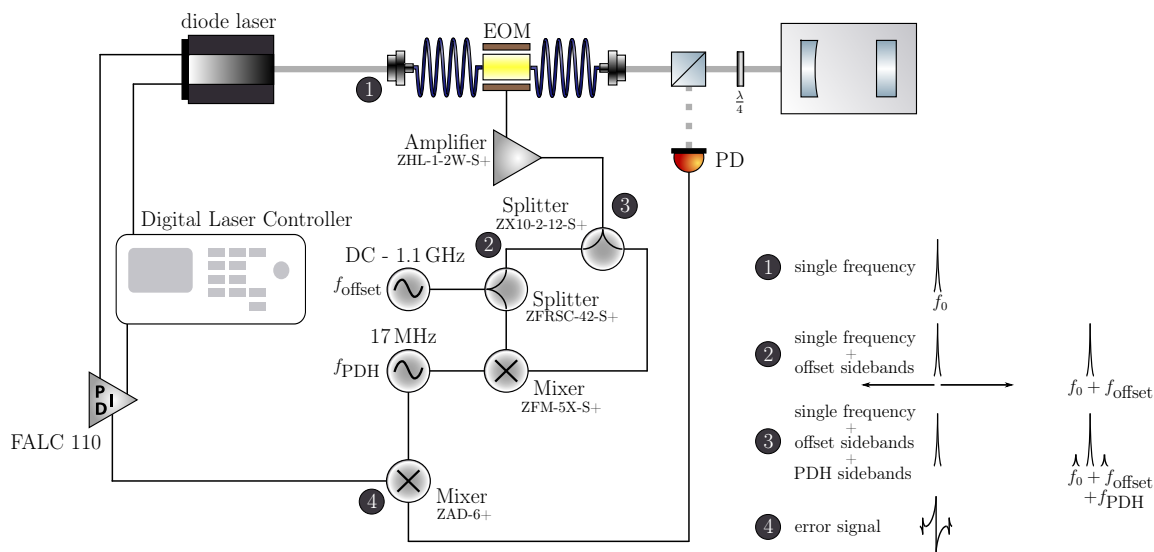 diode laser
EOM
1
λ/4
Amplifier
ZHL-1-2W-S+
PD
Splitter
ZX10-2-12-S+
3
Digital Laser Controller
2
DC - 1.1 GHz
f_offset
Splitter
ZFRSC-42-S+
17 MHz
f_PDH
Mixer
ZFM-5X-S+
P
I
D
FALC 110
4
Mixer
ZAD-6+
1 single frequency
f_0
2 single frequency
+
offset sidebands
f_0 + f_offset
3 single frequency
+
offset sidebands
+
PDH sidebands
f_0 + f_offset
+f_PDH
4 error signal